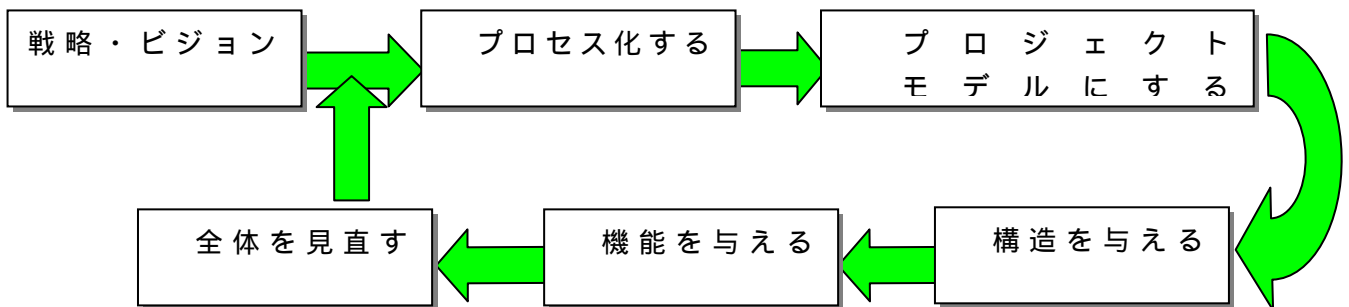 戦略・ビジョン
プロセス化する
プロジェクト
モデルにする
構造を与える
機能を与える
全体を見直す